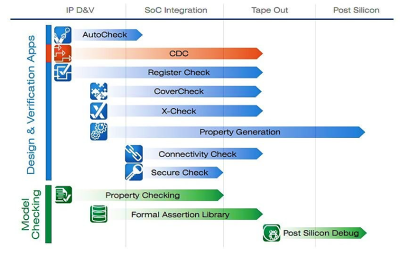 IP D&V
SoC Integration
Tape Out
Post Silicon
Design & Verification Apps
AutoCheck
CDC
Register Check
CoverCheck
X-Check
Property Generation
Connectivity Check
Secure Check
Model
Checking
Property Checking
Formal Assertion Library
Post Silicon Debug